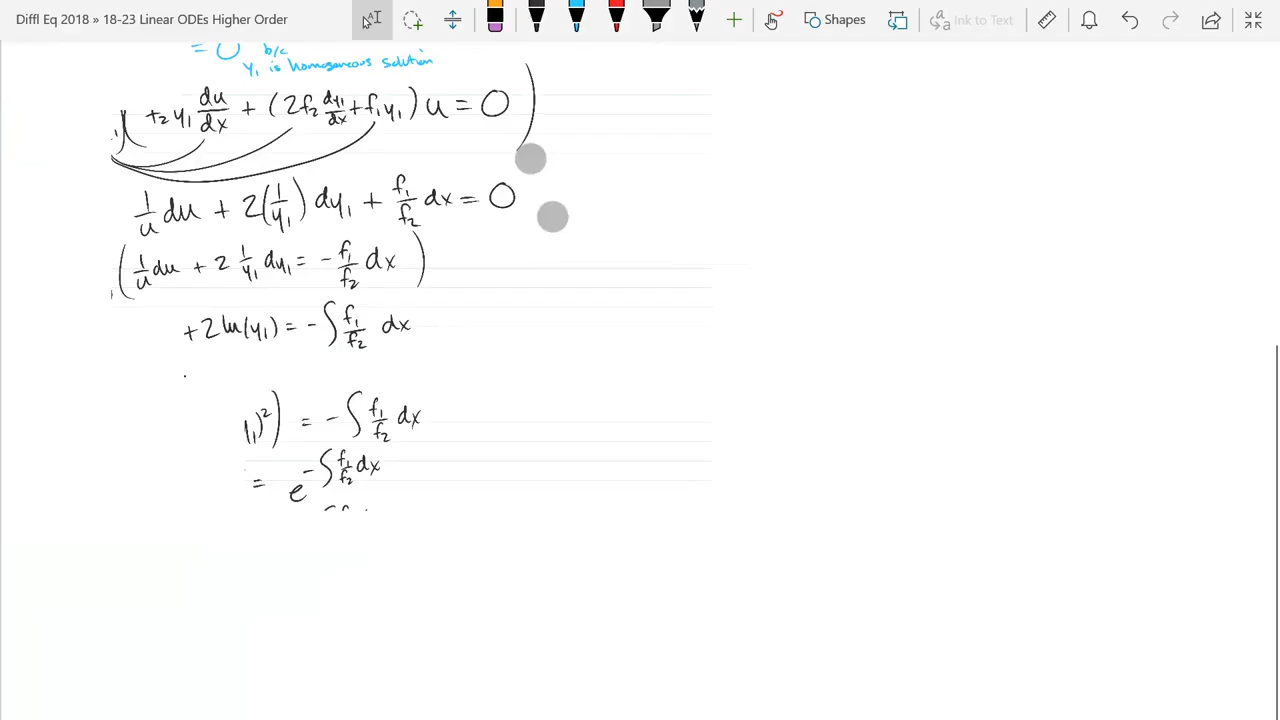 Diffl Eq 2018 » 18-23 Linear ODEs Higher Order
Shapes
Ink to Text
= 0 b/c
y₁ is homogeneous solution
f₂ y₁ du/dx + (2f₂ dy₁/dx + f₁y₁) u = 0
1/u du + 2(1/y₁) dy₁ + f₁/f₂ dx = 0
(1/u du + 2 1/y₁ dy₁ = - f₁/f₂ dx)
+ 2 ln(y₁) = - ∫ f₁/f₂ dx
₁)²) = - ∫ f₁/f₂ dx
= e^(-∫ f₁/f₂ dx)